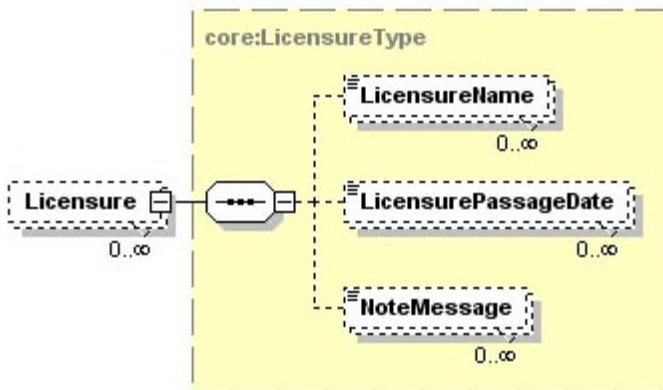 core:LicensureType
LicensureName
0..∞
Licensure
0..∞
LicensurePassageDate
0..∞
NoteMessage
0..∞